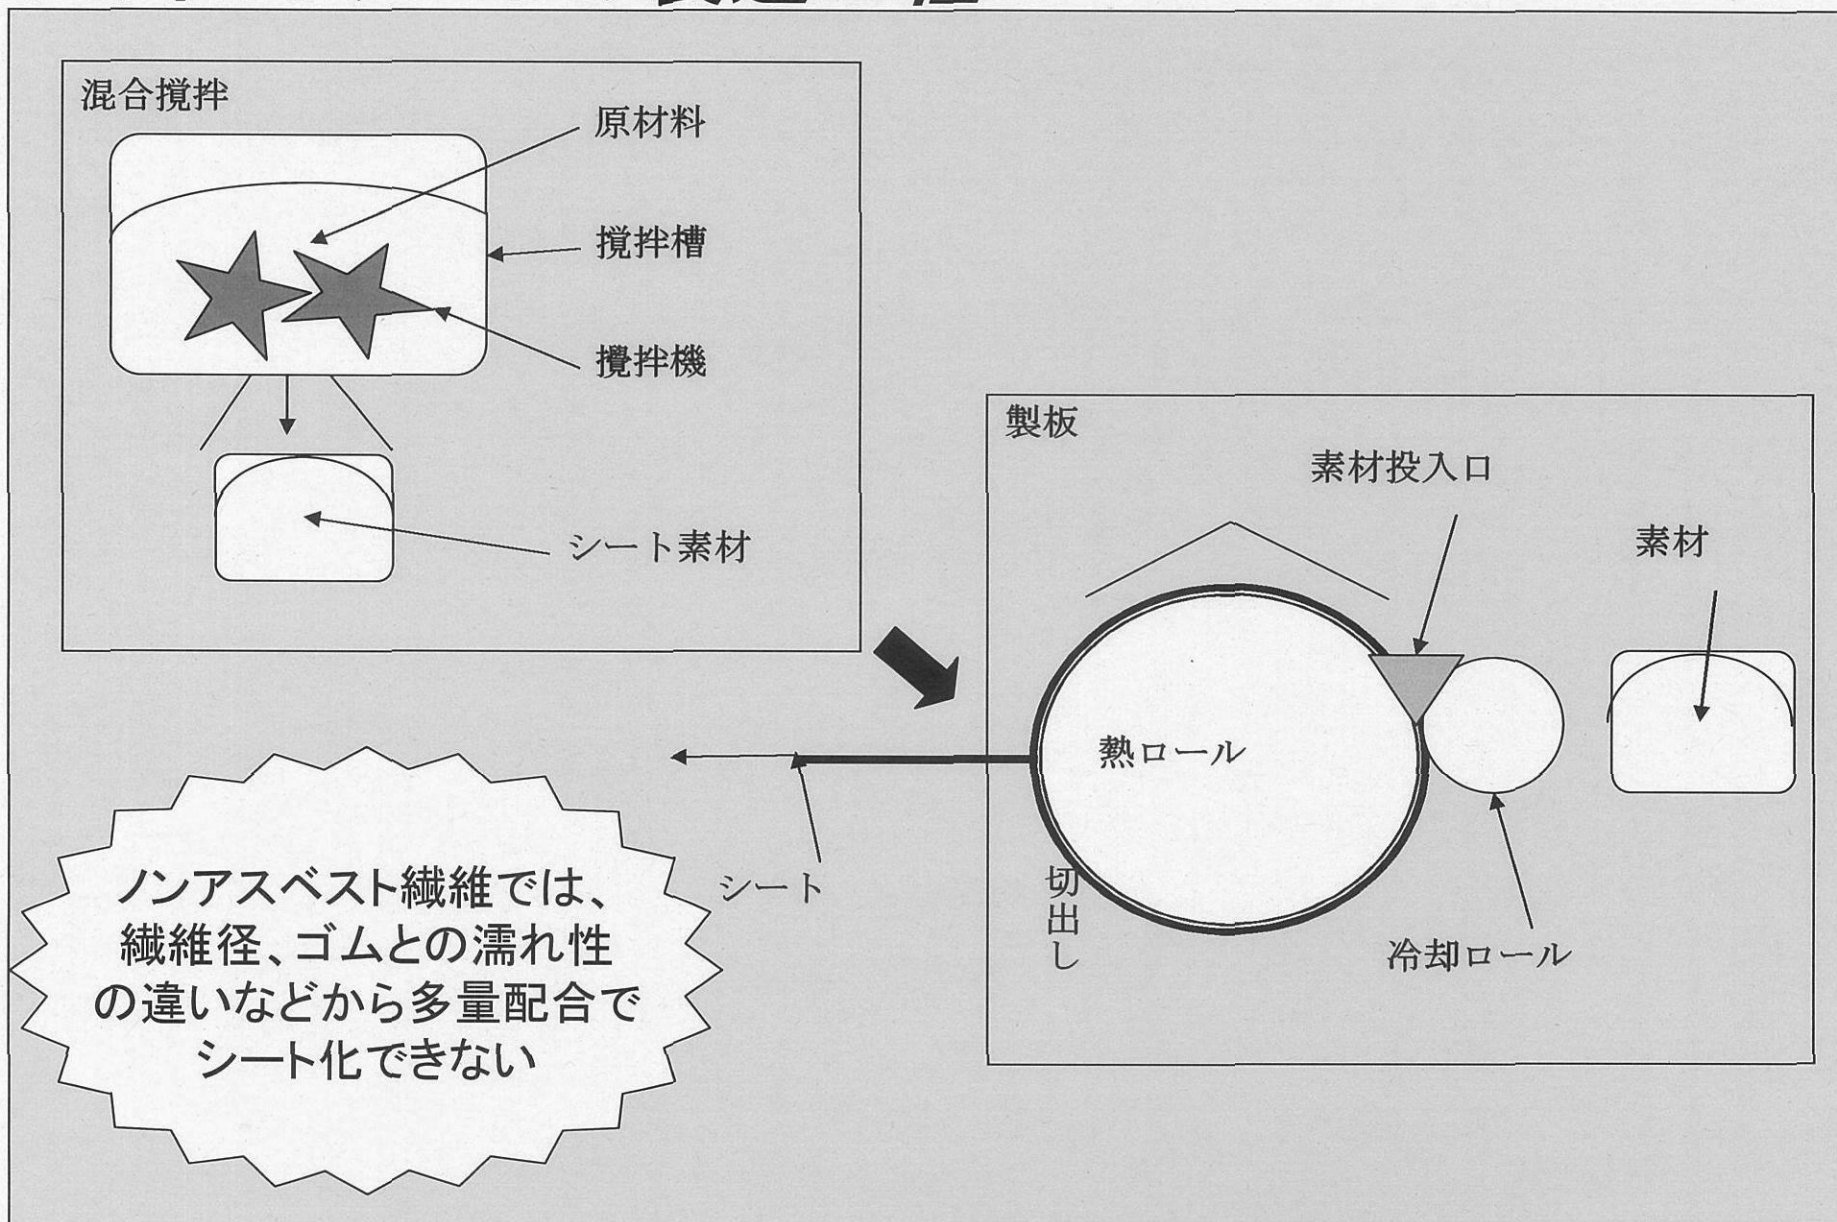 混合撹拌
原材料
撹拌槽
攪拌機
シート素材
製板
素材投入口
素材
熱ロール
切出し
冷却ロール
シート
ノンアスベスト繊維では、
繊維径、ゴムとの濡れ性
の違いなどから多量配合で
シート化できない